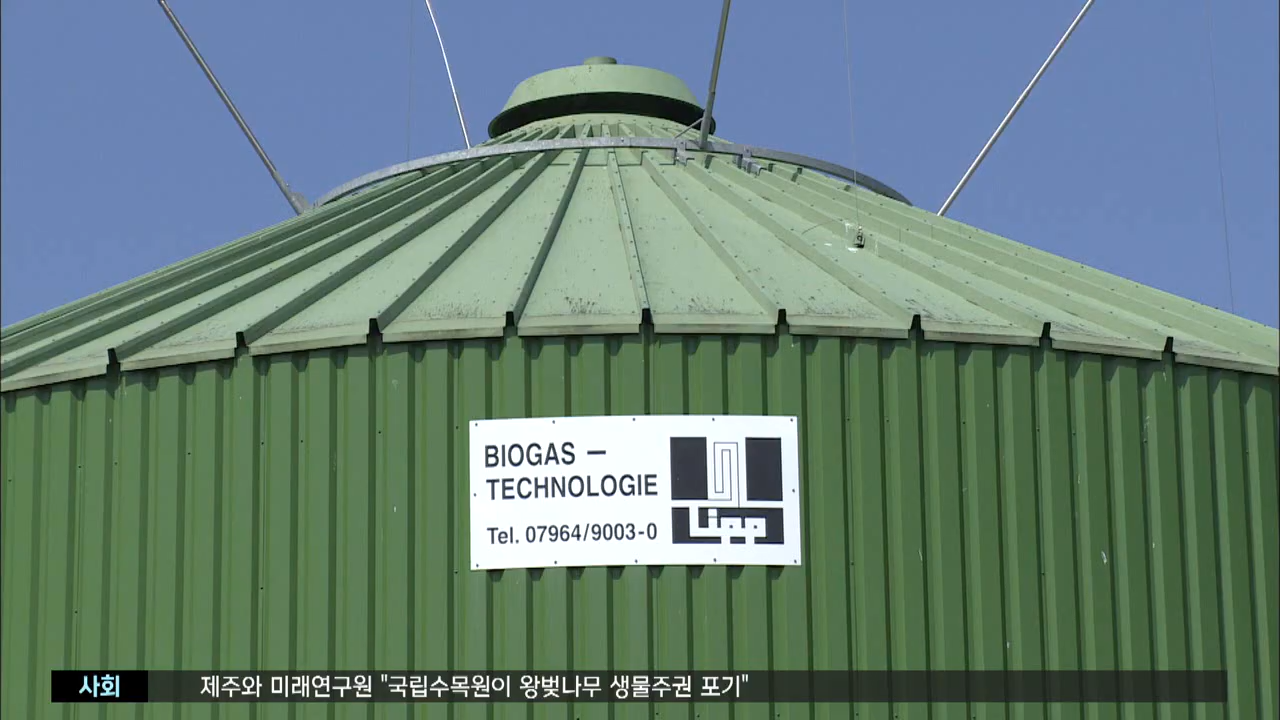 BIOGAS –
TECHNOLOGIE
Tel. 07964/9003-0
Lipp
사회
제주와 미래연구원 "국립수목원이 왕벚나무 생물주권 포기"